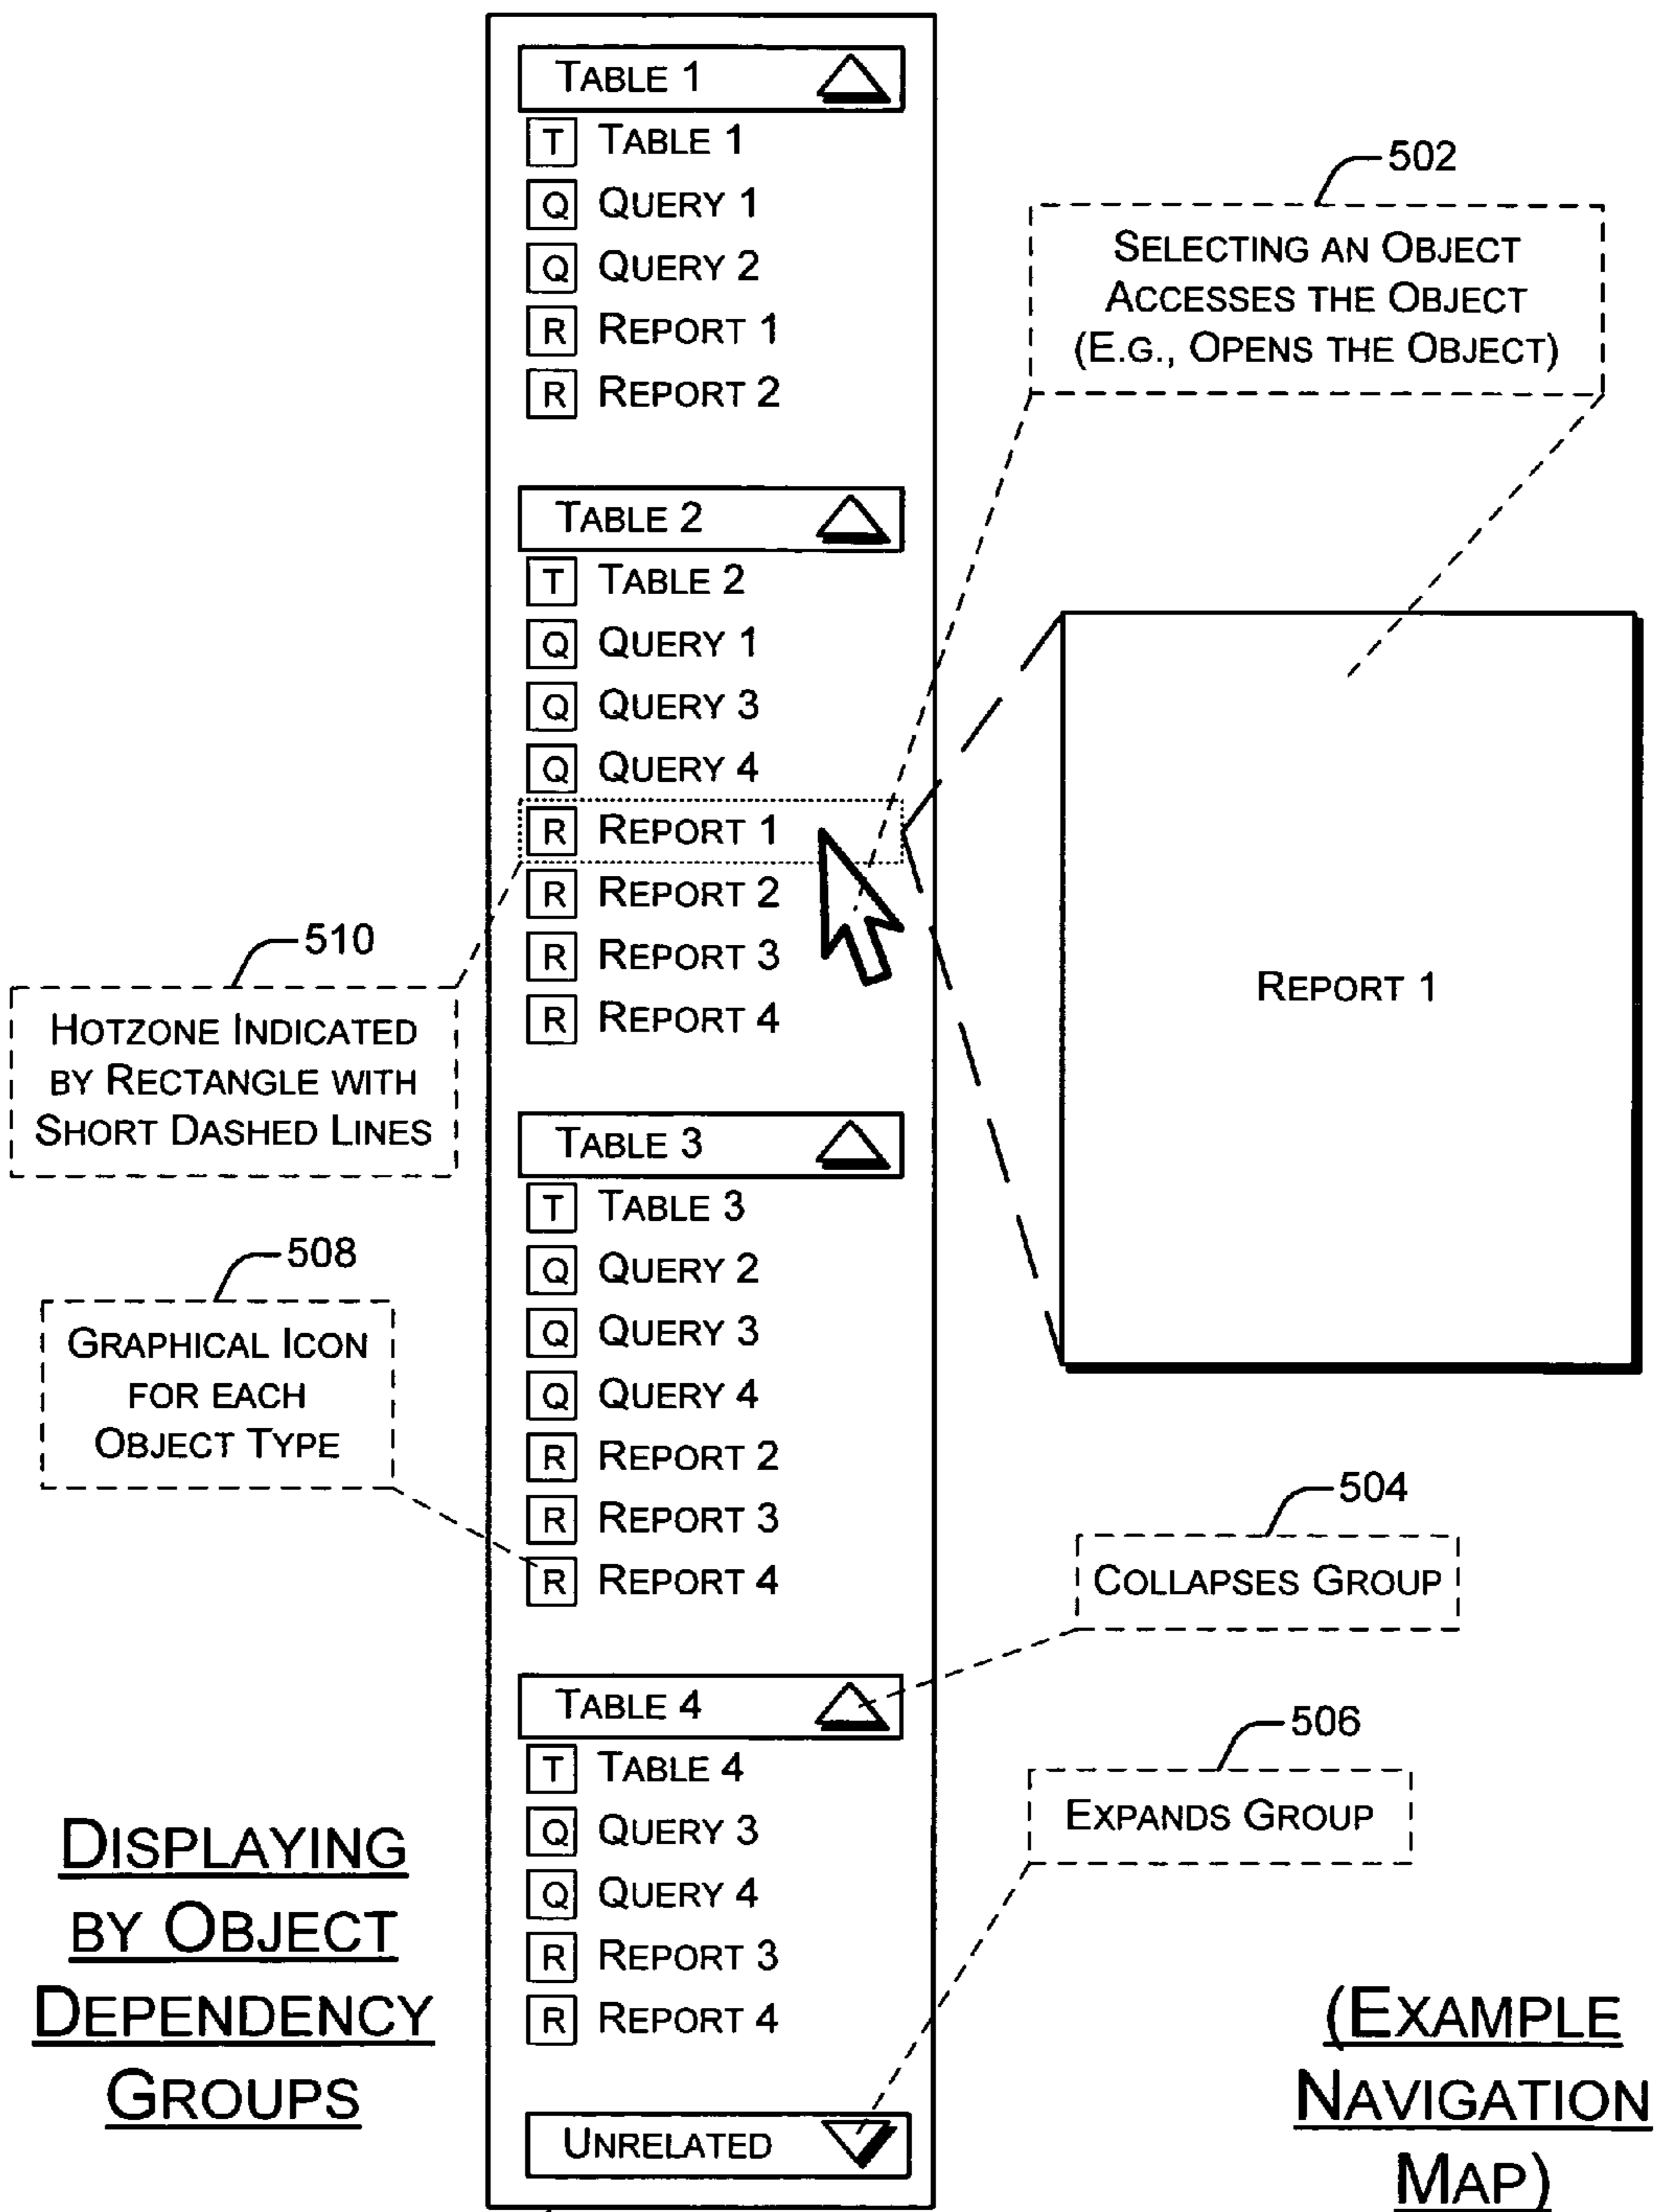 TABLE 1
T TABLE 1
Q QUERY 1
Q QUERY 2
R REPORT 1
R REPORT 2
TABLE 2
T TABLE 2
Q QUERY 1
Q QUERY 3
Q QUERY 4
R REPORT 1
R REPORT 2
R REPORT 3
R REPORT 4
TABLE 3
T TABLE 3
Q QUERY 2
Q QUERY 3
Q QUERY 4
R REPORT 2
R REPORT 3
R REPORT 4
TABLE 4
T TABLE 4
Q QUERY 3
Q QUERY 4
R REPORT 3
R REPORT 4
UNRELATED
502
SELECTING AN OBJECT
ACCESSES THE OBJECT
(E.G., OPENS THE OBJECT)
REPORT 1
510
HOTZONE INDICATED
BY RECTANGLE WITH
SHORT DASHED LINES
508
GRAPHICAL ICON
FOR EACH
OBJECT TYPE
504
COLLAPSES GROUP
506
EXPANDS GROUP
DISPLAYING
BY OBJECT
DEPENDENCY
GROUPS
(EXAMPLE
NAVIGATION
MAP)